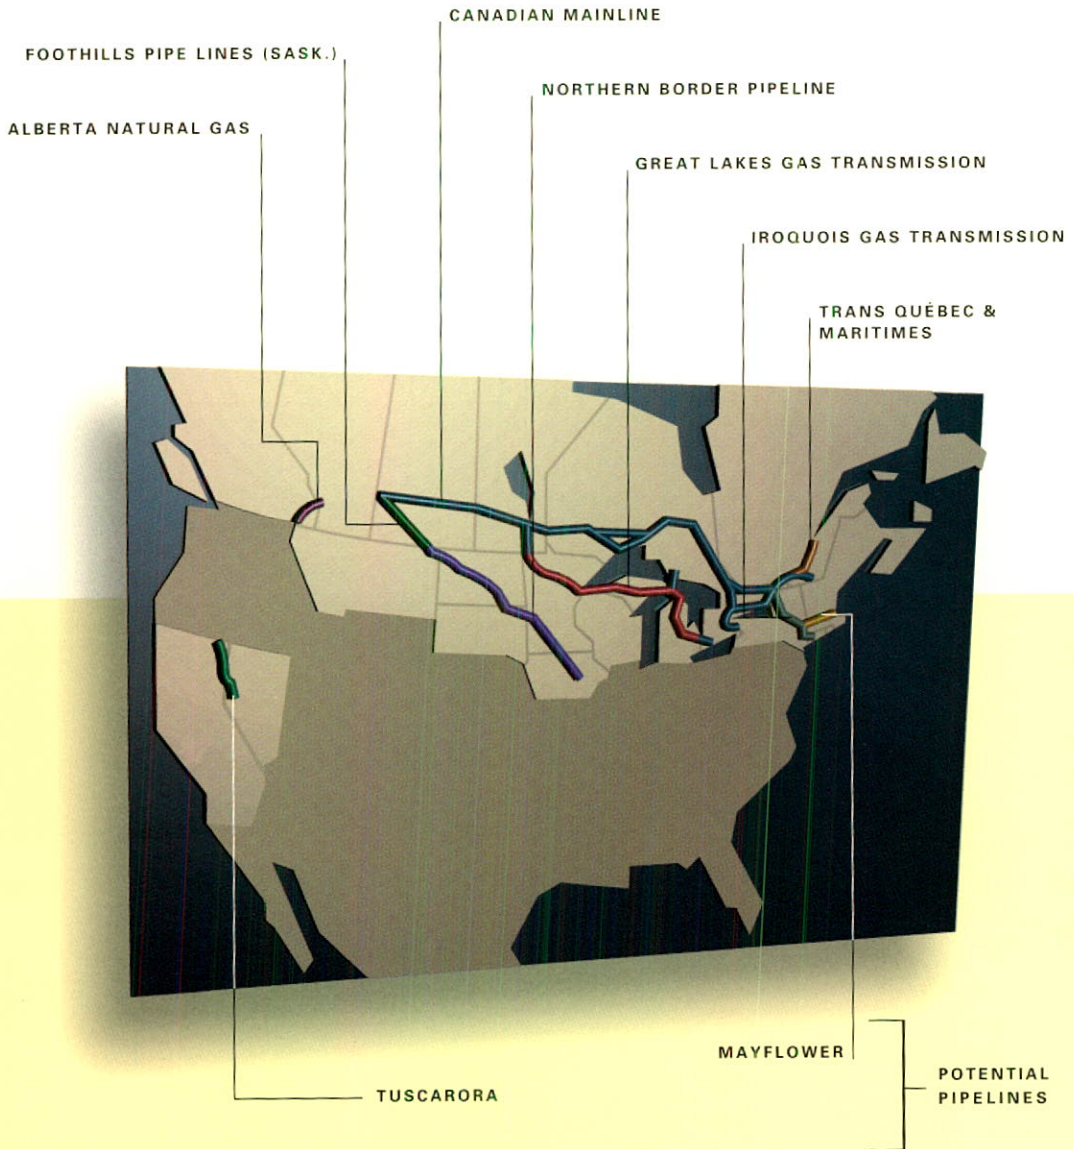 CANADIAN MAINLINE
FOOTHILLS PIPE LINES (SASK.)
NORTHERN BORDER PIPELINE
ALBERTA NATURAL GAS
GREAT LAKES GAS TRANSMISSION
IROQUOIS GAS TRANSMISSION
TRANS QUÉBEC &
MARITIMES
MAYFLOWER
POTENTIAL
PIPELINES
TUSCARORA